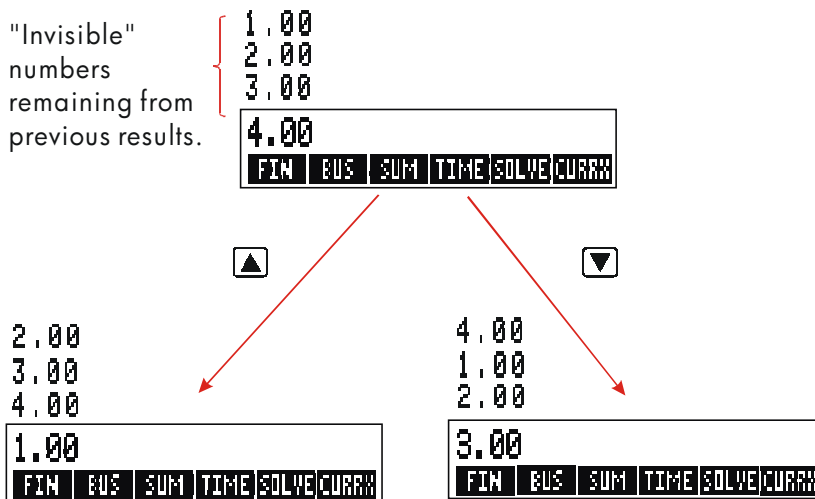 "Invisible"
numbers
remaining from
previous results.
1.00
2.00
3.00
4.00
FIN BUS SUM TIME SOLVE CURRX
▲
▼
2.00
3.00
4.00
1.00
FIN BUS SUM TIME SOLVE CURRX
4.00
1.00
2.00
3.00
FIN BUS SUM TIME SOLVE CURRX